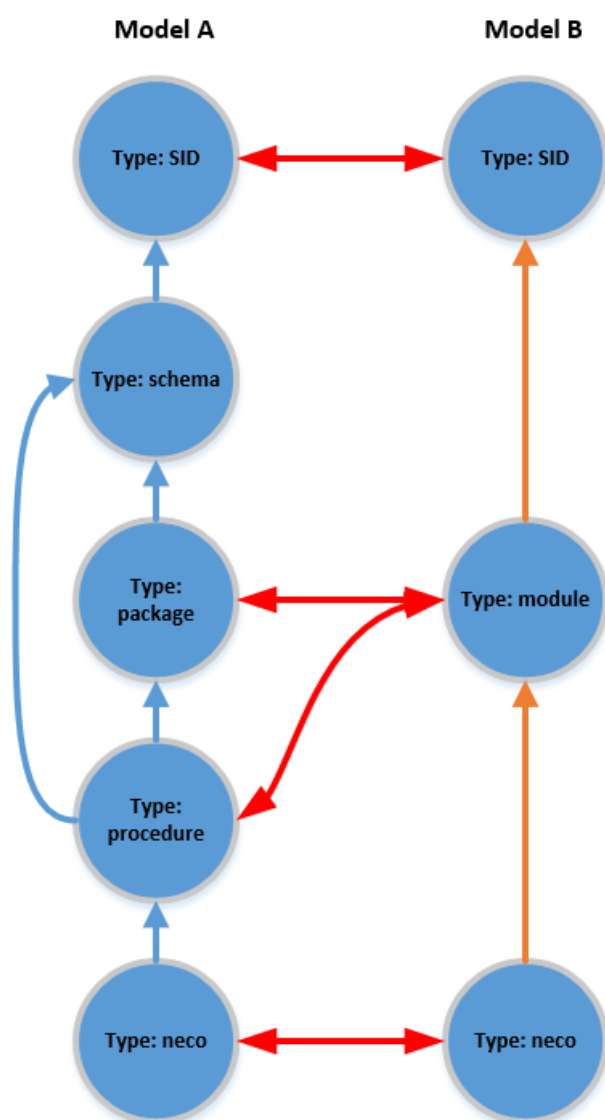 Model A
Model B
Type: SID
Type: SID
Type: schema
Type:
package
Type: module
Type:
procedure
Type: neco
Type: neco